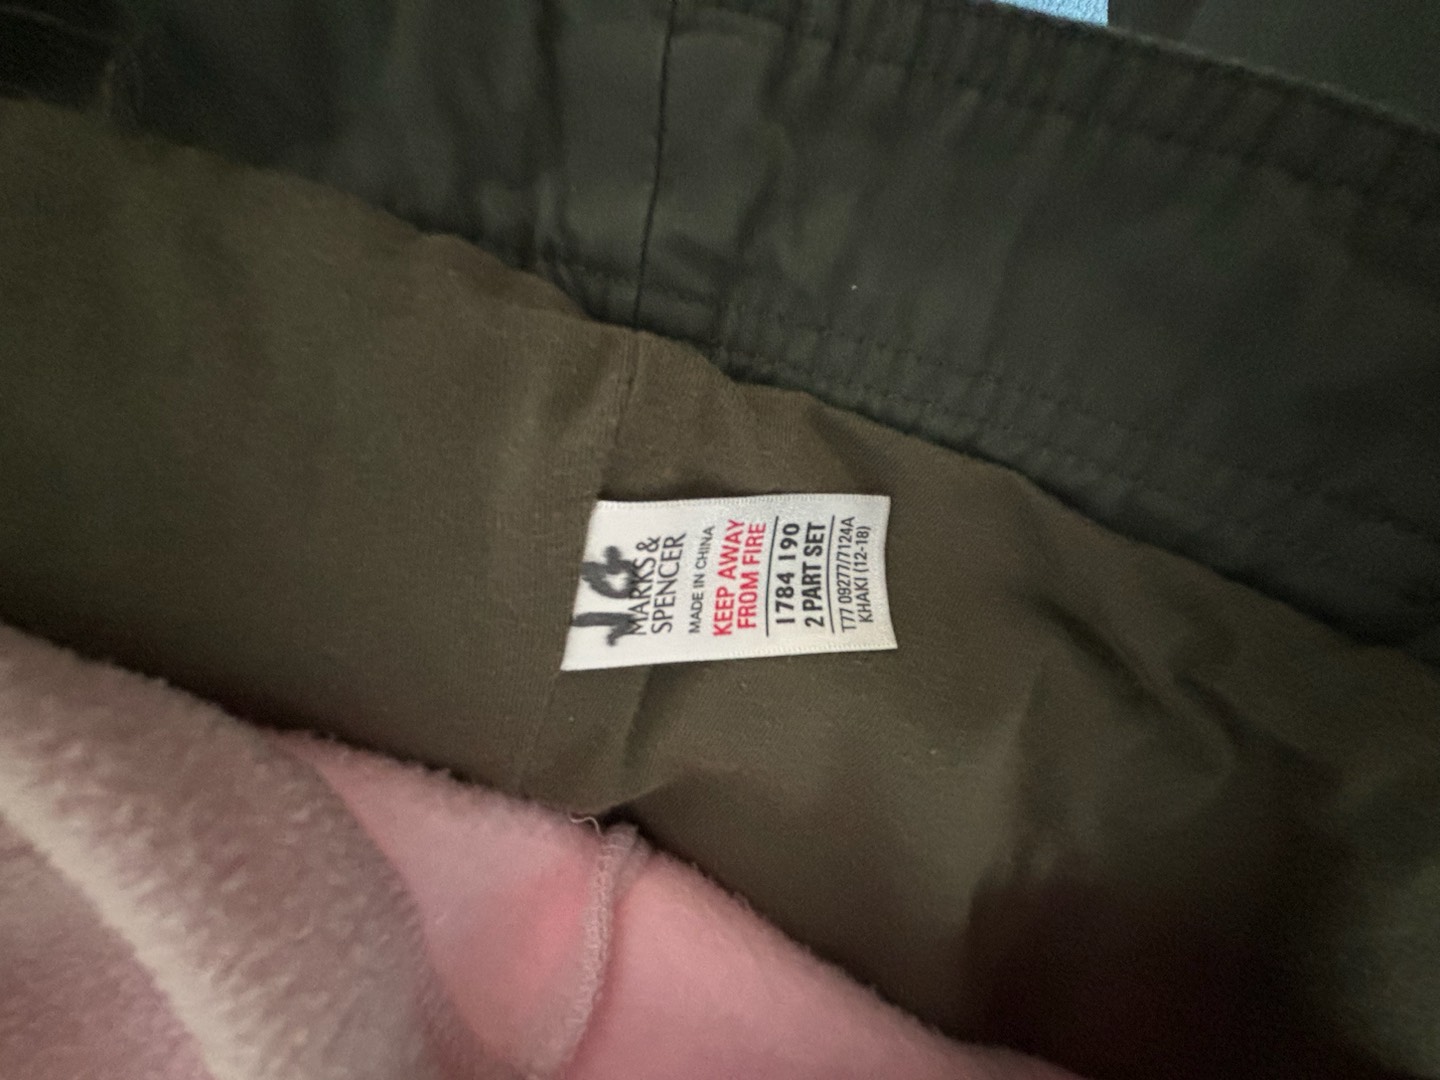 MARKS &
SPENCER
MADE IN CHINA
KEEP AWAY
FROM FIRE
1784 190
2 PART SET
T77 09277/7124A
KHAKI (12-18)